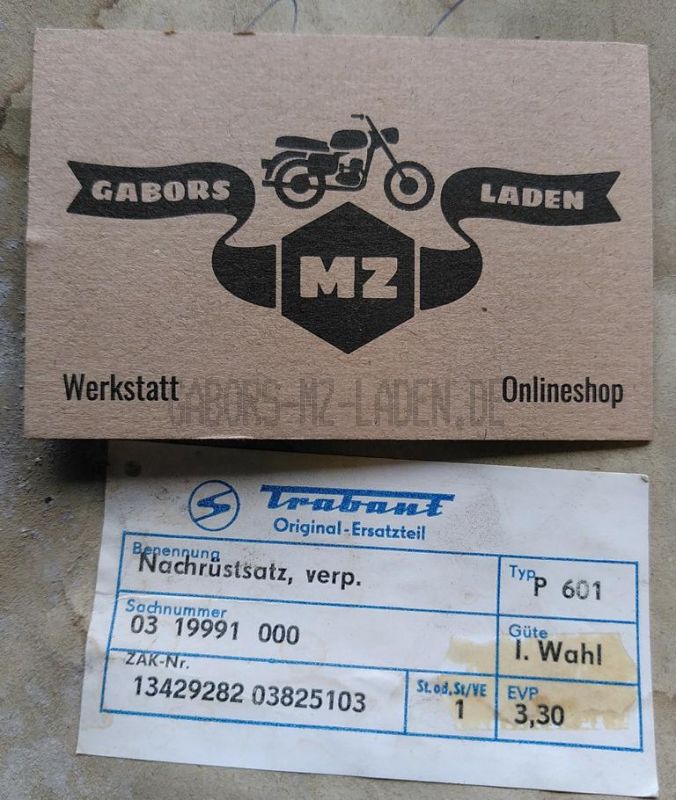 GABORS LADEN
MZ
Werkstatt Onlineshop
GABORS-MZ-LADEN.DE
Trabant
Original-Ersatzteil
Benennung
Nachrüstsatz, verp.
Typ
P 601
Sachnummer
03 19991 000
Güte
I. Wahl
ZAK-Nr.
13429282 03825103
St.od.St/VE
1
EVP
3,30